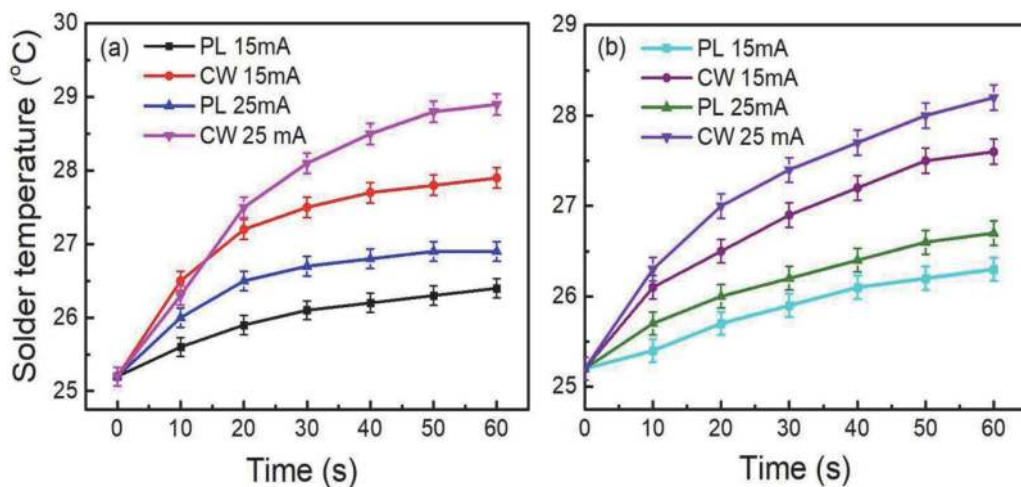 Solder temperature (°C)
30
29
28
27
26
25
(a)
PL 15mA
CW 15mA
PL 25mA
CW 25 mA
0 10 20 30 40 50 60
Time (s)
29
28
27
26
25
(b)
PL 15mA
CW 15mA
PL 25mA
CW 25 mA
0 10 20 30 40 50 60
Time (s)